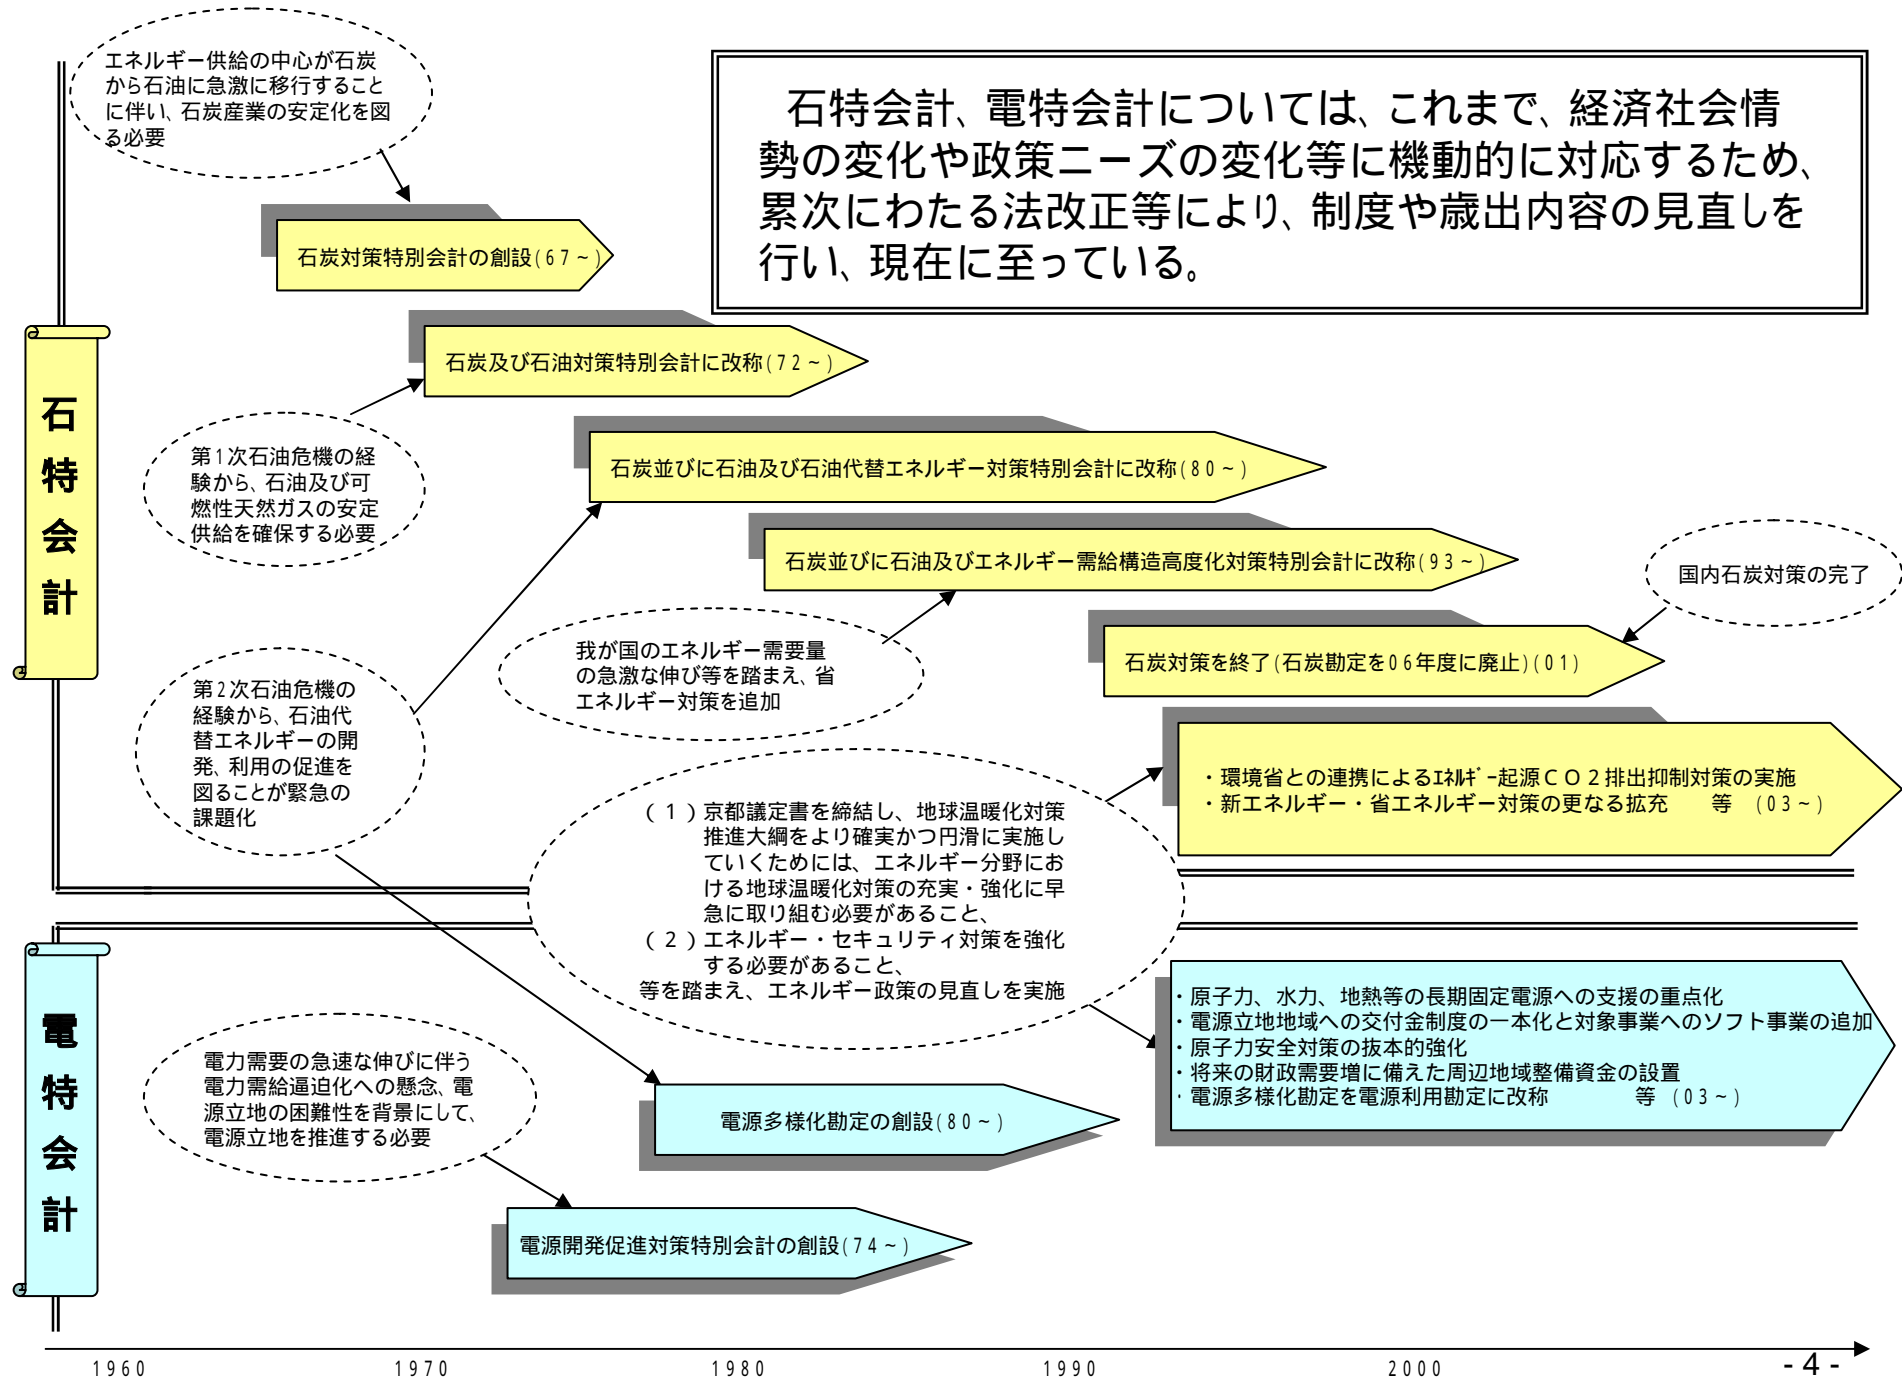 エネルギー供給の中心が石炭
から石油に急激に移行すること
に伴い、石炭産業の安定化を図
る必要
石特会計、電特会計については、これまで、経済社会情
勢の変化や政策ニーズの変化等に機動的に対応するため、
累次にわたる法改正等により、制度や歳出内容の見直しを
行い、現在に至っている。
石炭対策特別会計の創設(67~)
石特会計
石炭及び石油対策特別会計に改称(72~)
第1次石油危機の経
験から、石油及び可
燃性天然ガスの安定
供給を確保する必要
石炭並びに石油及び石油代替エネルギー対策特別会計に改称(80~)
石炭並びに石油及びエネルギー需給構造高度化対策特別会計に改称(93~)
国内石炭対策の完了
我が国のエネルギー需要量
の急激な伸び等を踏まえ、省
エネルギー対策を追加
石炭対策を終了(石炭勘定を06年度に廃止)(01)
第2次石油危機の
経験から、石油代
替エネルギーの開
発、利用の促進を
図ることが緊急の
課題化
・環境省との連携によるエネルギー起源CO2排出抑制対策の実施
・新エネルギー・省エネルギー対策の更なる拡充 等 (03~)
(1)京都議定書を締結し、地球温暖化対策
推進大綱をより確実かつ円滑に実施し
ていくためには、エネルギー分野にお
ける地球温暖化対策の充実・強化に早
急に取り組む必要があること、
(2)エネルギー・セキュリティ対策を強化
する必要があること、
等を踏まえ、エネルギー政策の見直しを実施
電特会計
・原子力、水力、地熱等の長期固定電源への支援の重点化
・電源立地地域への交付金制度の一本化と対象事業へのソフト事業の追加
・原子力安全対策の抜本的強化
・将来の財政需要増に備えた周辺地域整備資金の設置
・電源多様化勘定を電源利用勘定に改称 等 (03~)
電力需要の急速な伸びに伴う
電力需給逼迫化への懸念、電
源立地の困難性を背景にして、
電源立地を推進する必要
電源多様化勘定の創設(80~)
電源開発促進対策特別会計の創設(74~)
1960 1970 1980 1990 2000
- 4 -